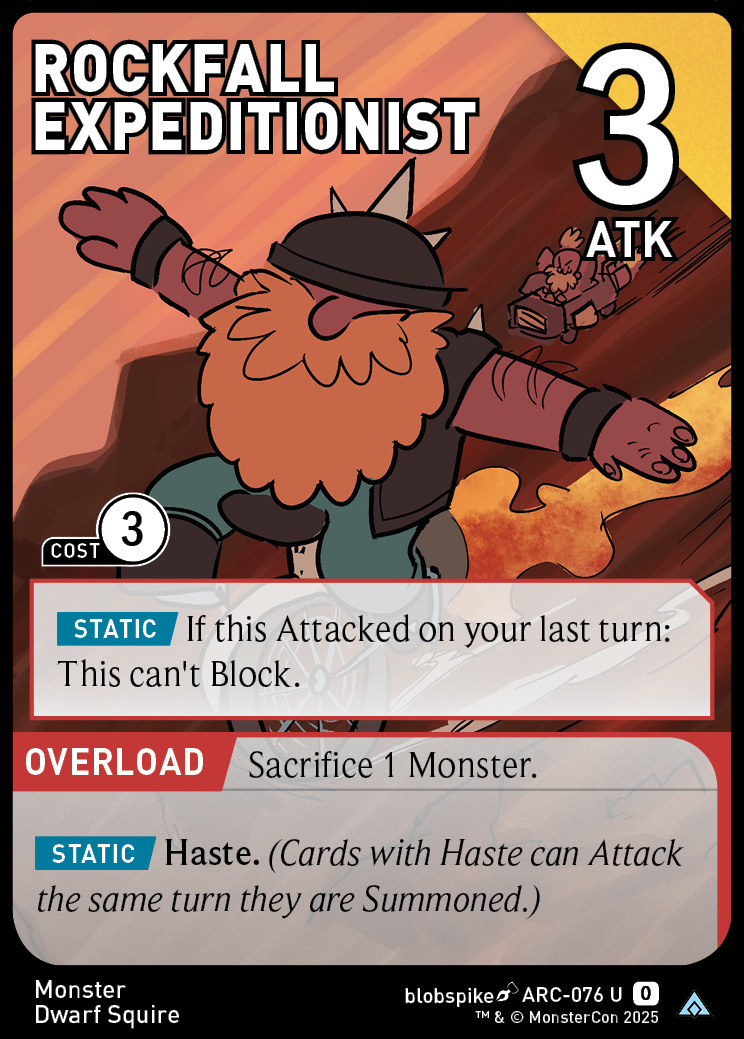 ROCKFALL
EXPEDITIONIST
3
ATK
COST 3
STATIC If this Attacked on your last turn:
This can't Block.
OVERLOAD Sacrifice 1 Monster.
STATIC Haste. (Cards with Haste can Attack
the same turn they are Summoned.)
Monster
Dwarf Squire
blobspike ARC-076 U 0
™ & © MonsterCon 2025